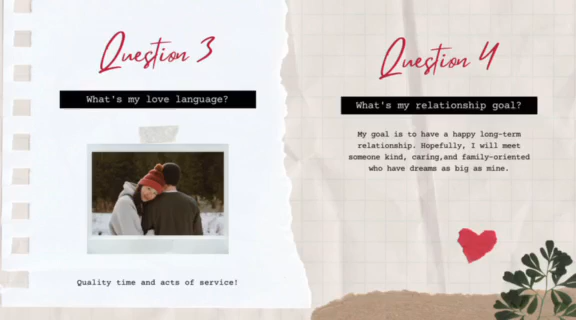 Question 3
What's my love language?
Quality time and acts of service!
Question 4
What's my relationship goal?
My goal is to have a happy long-term
relationship. Hopefully, I will meet
someone kind, caring,and family-oriented
who have dreams as big as mine.